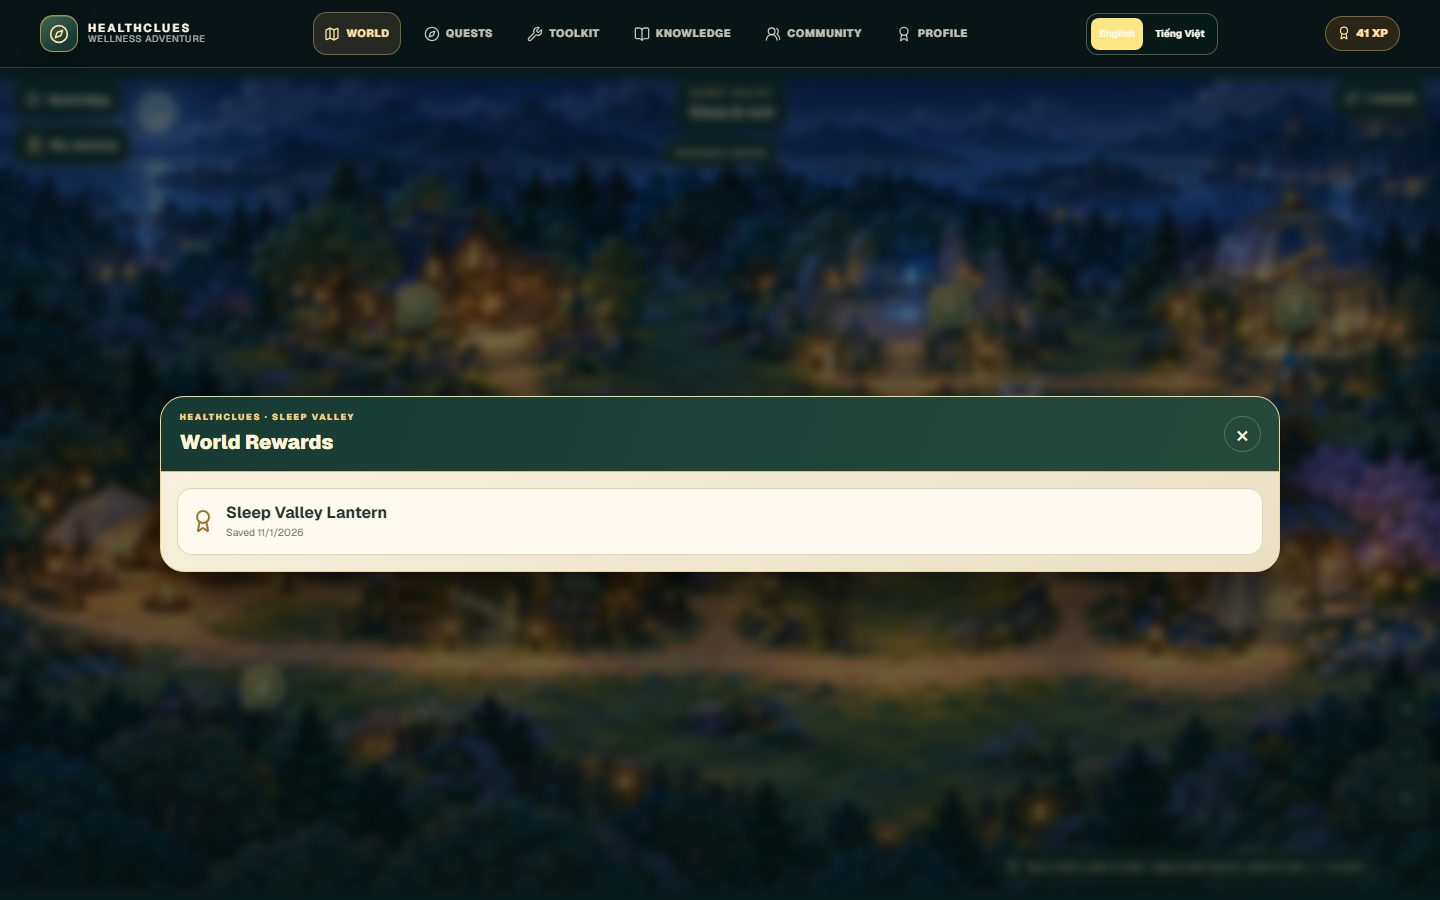 HEALTHCLUES
WELLNESS ADVENTURE
WORLD
QUESTS
TOOLKIT
KNOWLEDGE
COMMUNITY
PROFILE
English
Tiếng Việt
41 XP
HEALTHCLUES · SLEEP VALLEY
World Rewards
Sleep Valley Lantern
Saved 11/1/2026